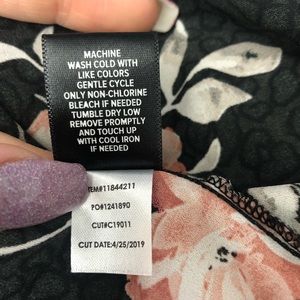 MACHINE
WASH COLD WITH
LIKE COLORS
GENTLE CYCLE
ONLY NON-CHLORINE
BLEACH IF NEEDED
TUMBLE DRY LOW
REMOVE PROMPTLY
AND TOUCH UP
WITH COOL IRON
IF NEEDED
ITEM#11844211
PO#1241890
CUT#C19011
CUT DATE:4/25/2019